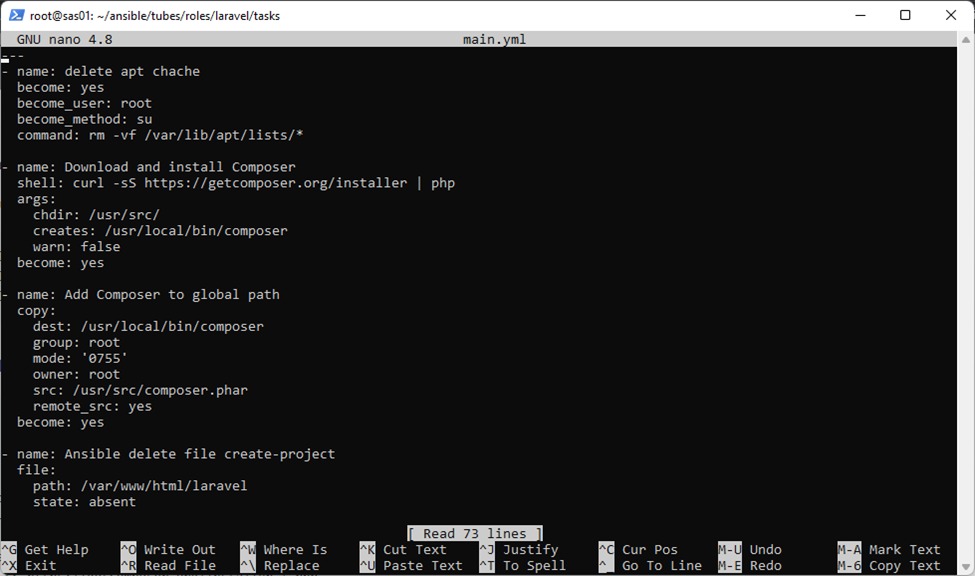 root@sas01: ~/ansible/tubes/roles/laravel/tasks
GNU nano 4.8 main.yml
---
- name: delete apt chache
  become: yes
  become_user: root
  become_method: su
  command: rm -vf /var/lib/apt/lists/*

- name: Download and install Composer
  shell: curl -sS https://getcomposer.org/installer | php
  args:
    chdir: /usr/src/
    creates: /usr/local/bin/composer
    warn: false
  become: yes

- name: Add Composer to global path
  copy:
    dest: /usr/local/bin/composer
    group: root
    mode: '0755'
    owner: root
    src: /usr/src/composer.phar
    remote_src: yes
  become: yes

- name: Ansible delete file create-project
  file:
    path: /var/www/html/laravel
    state: absent

[ Read 73 lines ]
^G Get Help ^O Write Out ^W Where Is ^K Cut Text ^J Justify ^C Cur Pos M-U Undo M-A Mark Text
^X Exit ^R Read File ^\ Replace ^U Paste Text ^T To Spell ^_ Go To Line M-E Redo M-6 Copy Text